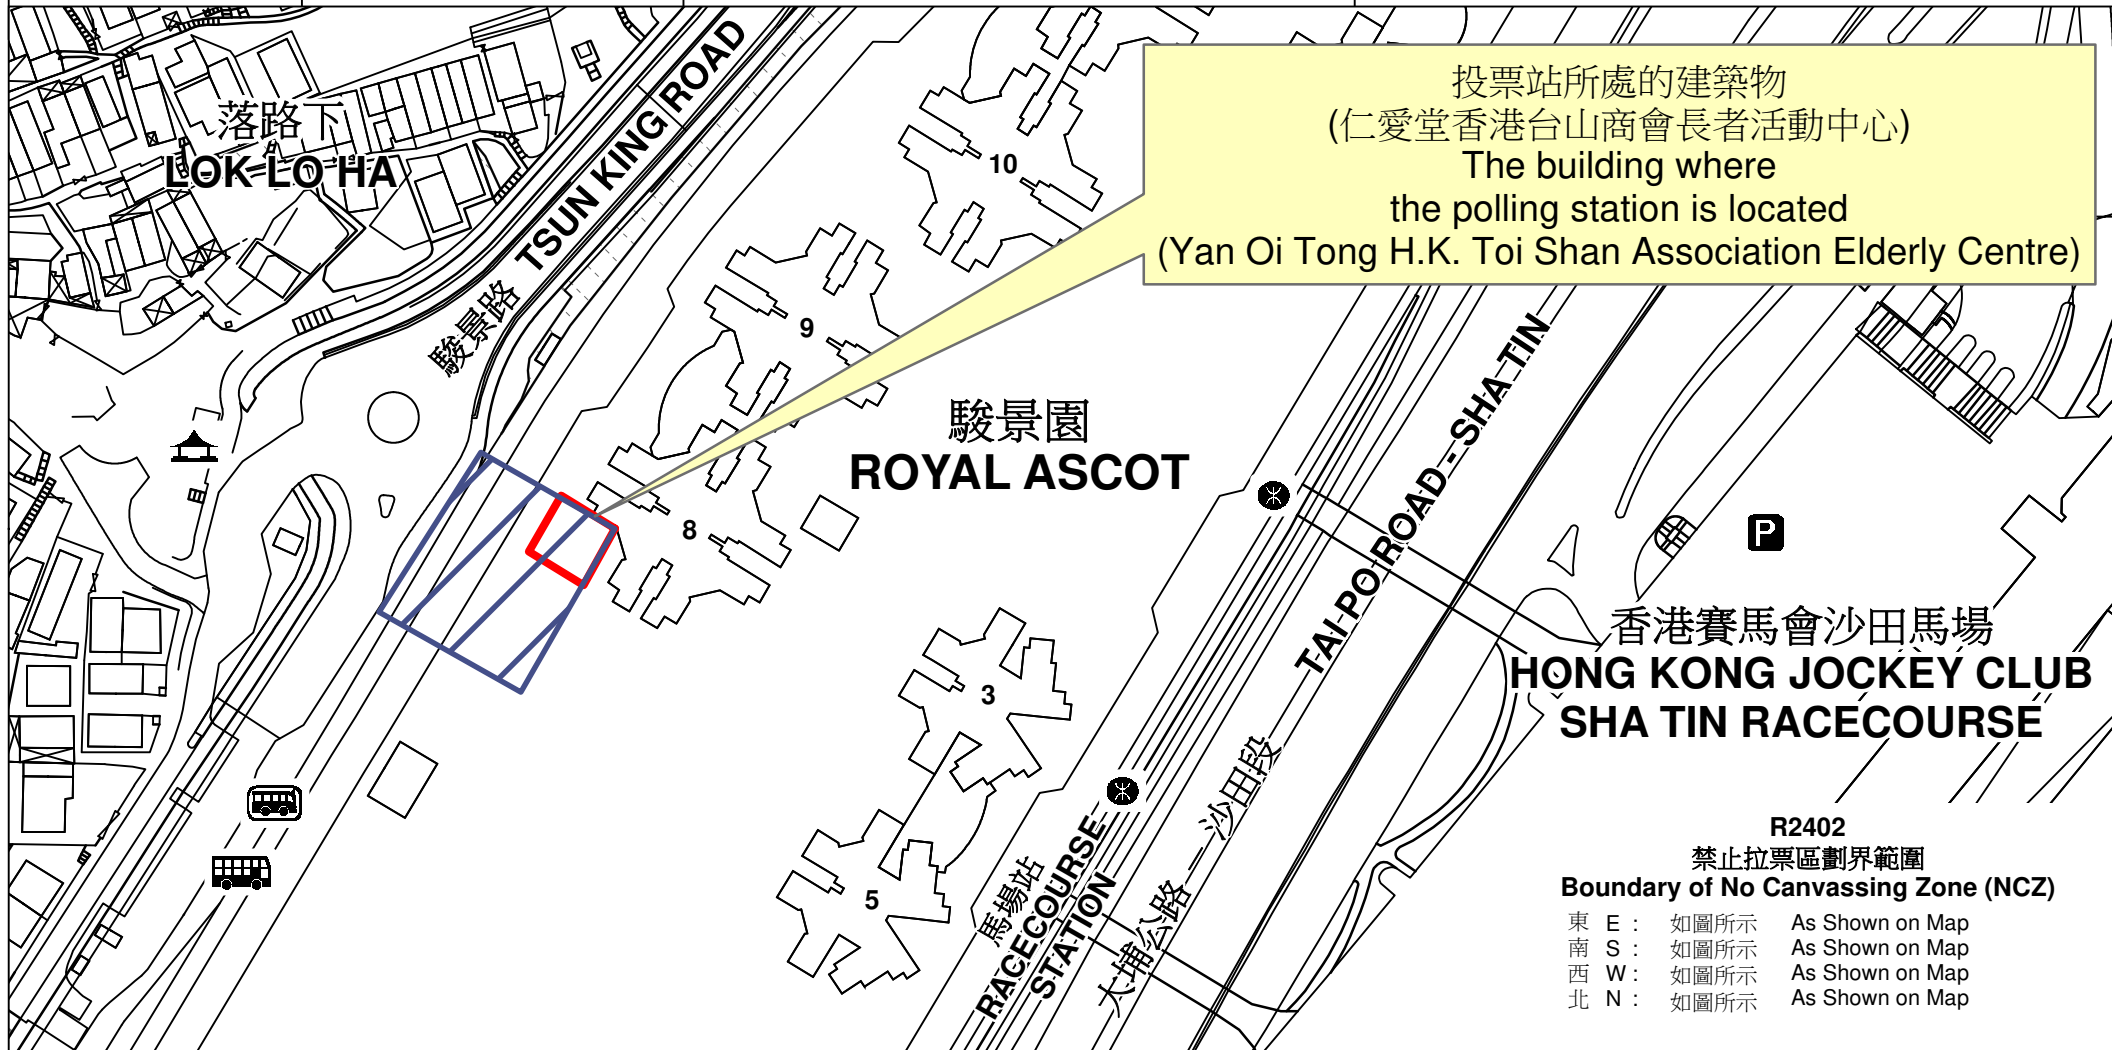 投票站所處的建築物
(仁愛堂香港台山商會長者活動中心)
The building where
the polling station is located
(Yan Oi Tong H.K. Toi Shan Association Elderly Centre)
落路下
LOK LO HA
駿景路 TSUN KING ROAD
10
9
8
駿景園
ROYAL ASCOT
3
5
TAI PO ROAD - SHA TIN
大埔公路 — 沙田段
馬場站
RACECOURSE
STATION
P
香港賽馬會沙田馬場
HONG KONG JOCKEY CLUB
SHA TIN RACECOURSE
R2402
禁止拉票區劃界範圍
Boundary of No Canvassing Zone (NCZ)
東 E : 如圖所示 As Shown on Map
南 S : 如圖所示 As Shown on Map
西 W : 如圖所示 As Shown on Map
北 N : 如圖所示 As Shown on Map